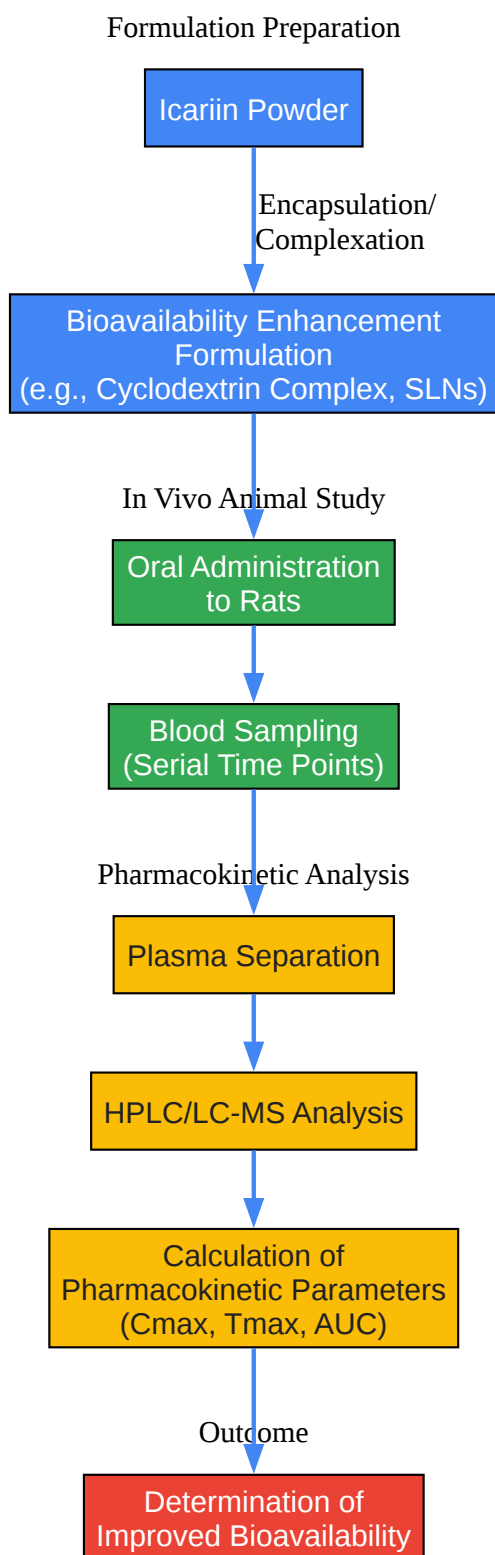 Formulation Preparation
Icariin Powder
Encapsulation/
Complexation
Bioavailability Enhancement
Formulation
(e.g., Cyclodextrin Complex, SLNs)
In Vivo Animal Study
Oral Administration
to Rats
Blood Sampling
(Serial Time Points)
Pharmacokinetic Analysis
Plasma Separation
HPLC/LC-MS Analysis
Calculation of
Pharmacokinetic Parameters
(Cmax, Tmax, AUC)
Outcome
Determination of
Improved Bioavailability